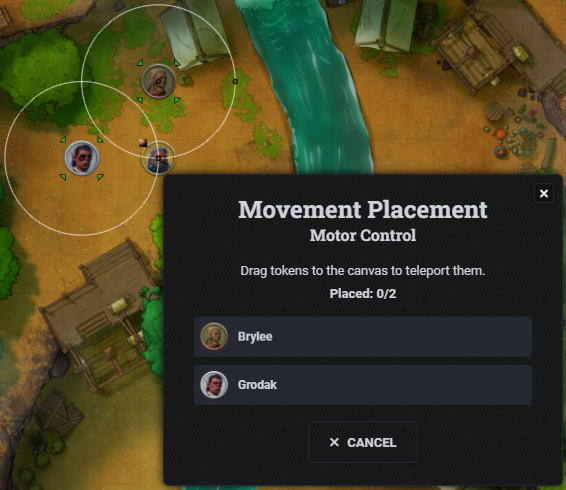 Movement Placement
Motor Control
Drag tokens to the canvas to teleport them.
Placed: 0/2
Brylee
Grodak
CANCEL